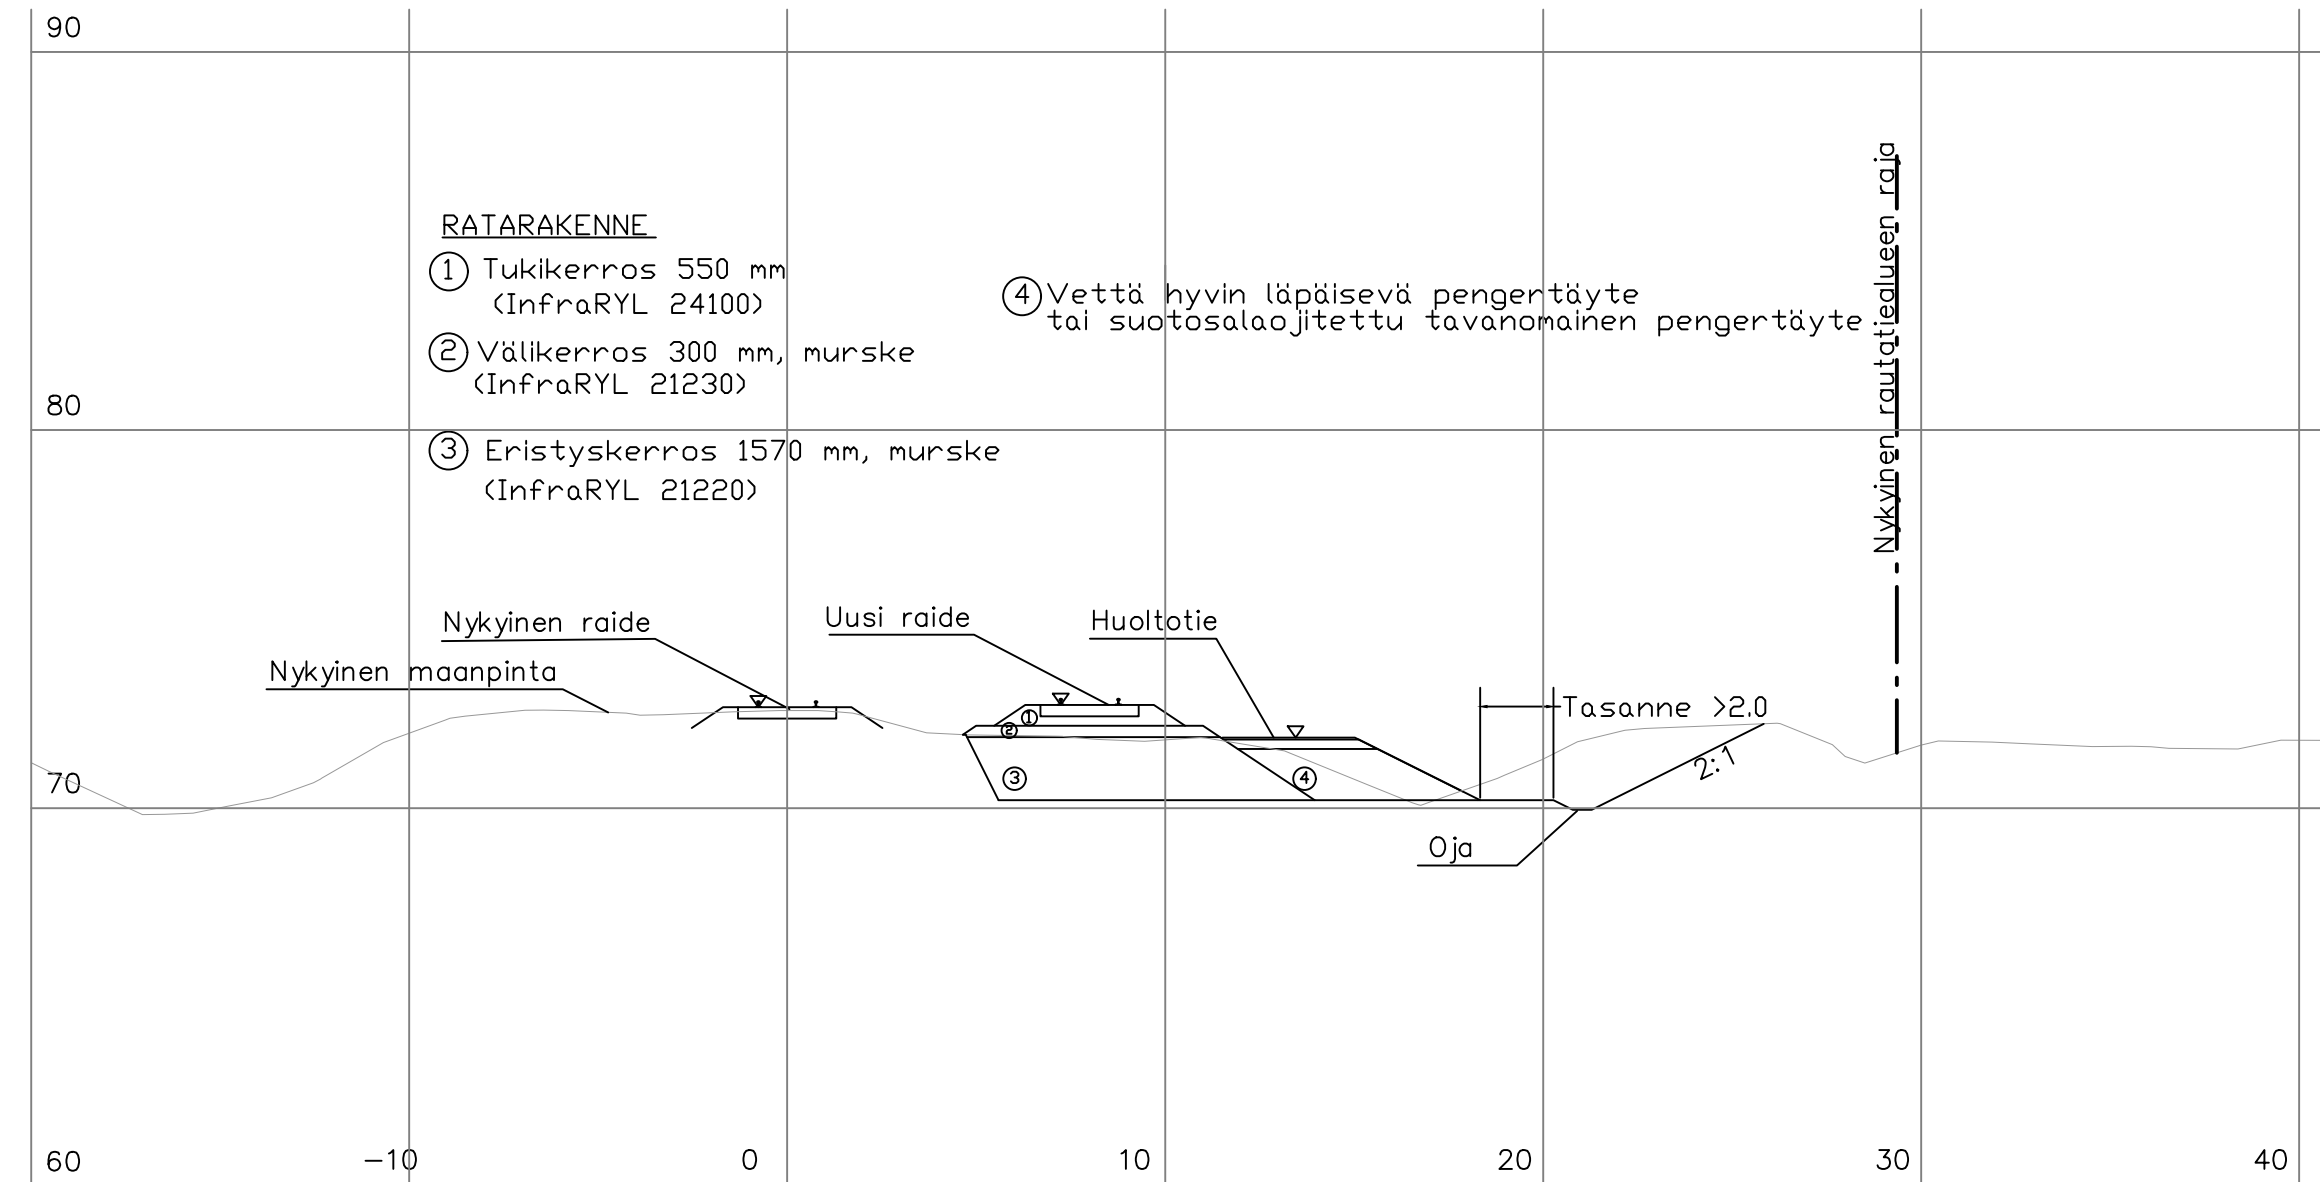 90
RATARAKENNE
1 Tukikerros 550 mm
(InfraRYL 24100)
2 Välikerros 300 mm, murske
(InfraRYL 21230)
4 Vettä hyvin läpäisevä pengertäyte
tai suotosalaojitettu tavanomainen pengertäyte
Nykyinen rautatiealueen raja
80
3 Eristyskerros 1570 mm, murske
(InfraRYL 21220)
Nykyinen raide
Uusi raide
Huoltotie
Nykyinen maanpinta
Tasanne >2.0
1
2
3
4
2:1
70
Oja
60
-10
0
10
20
30
40